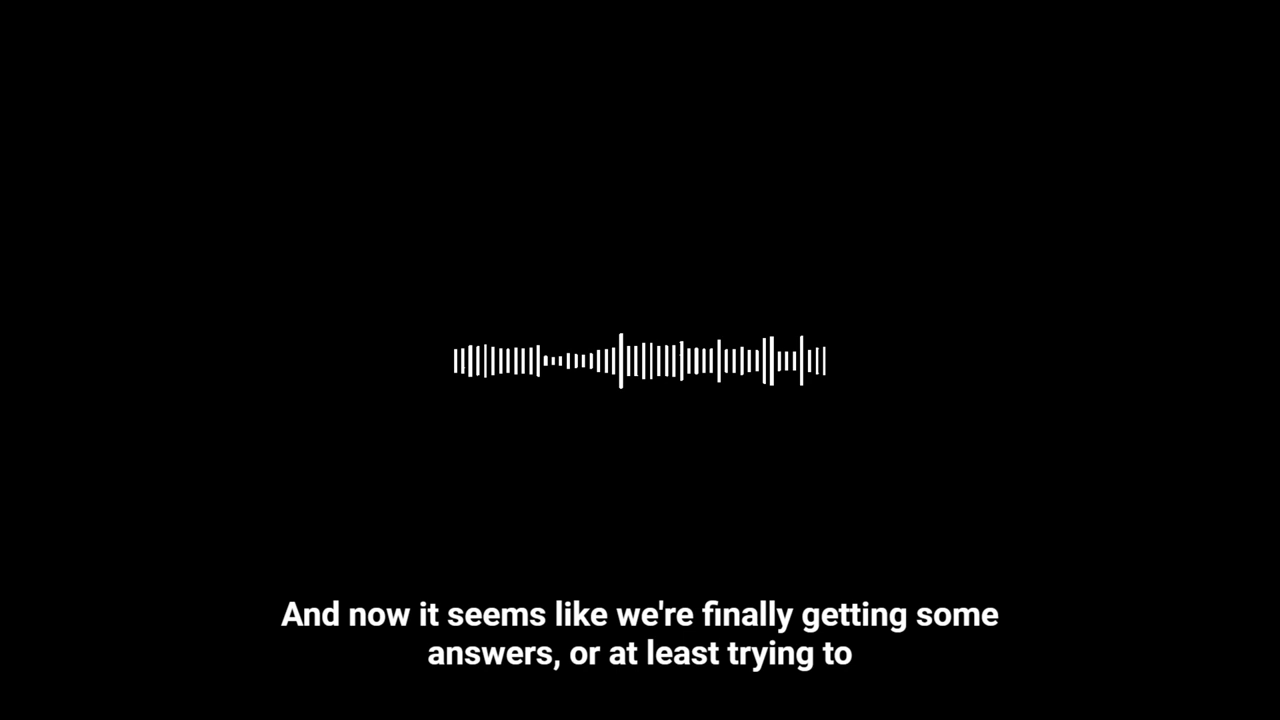 And now it seems like we're finally getting some
answers, or at least trying to